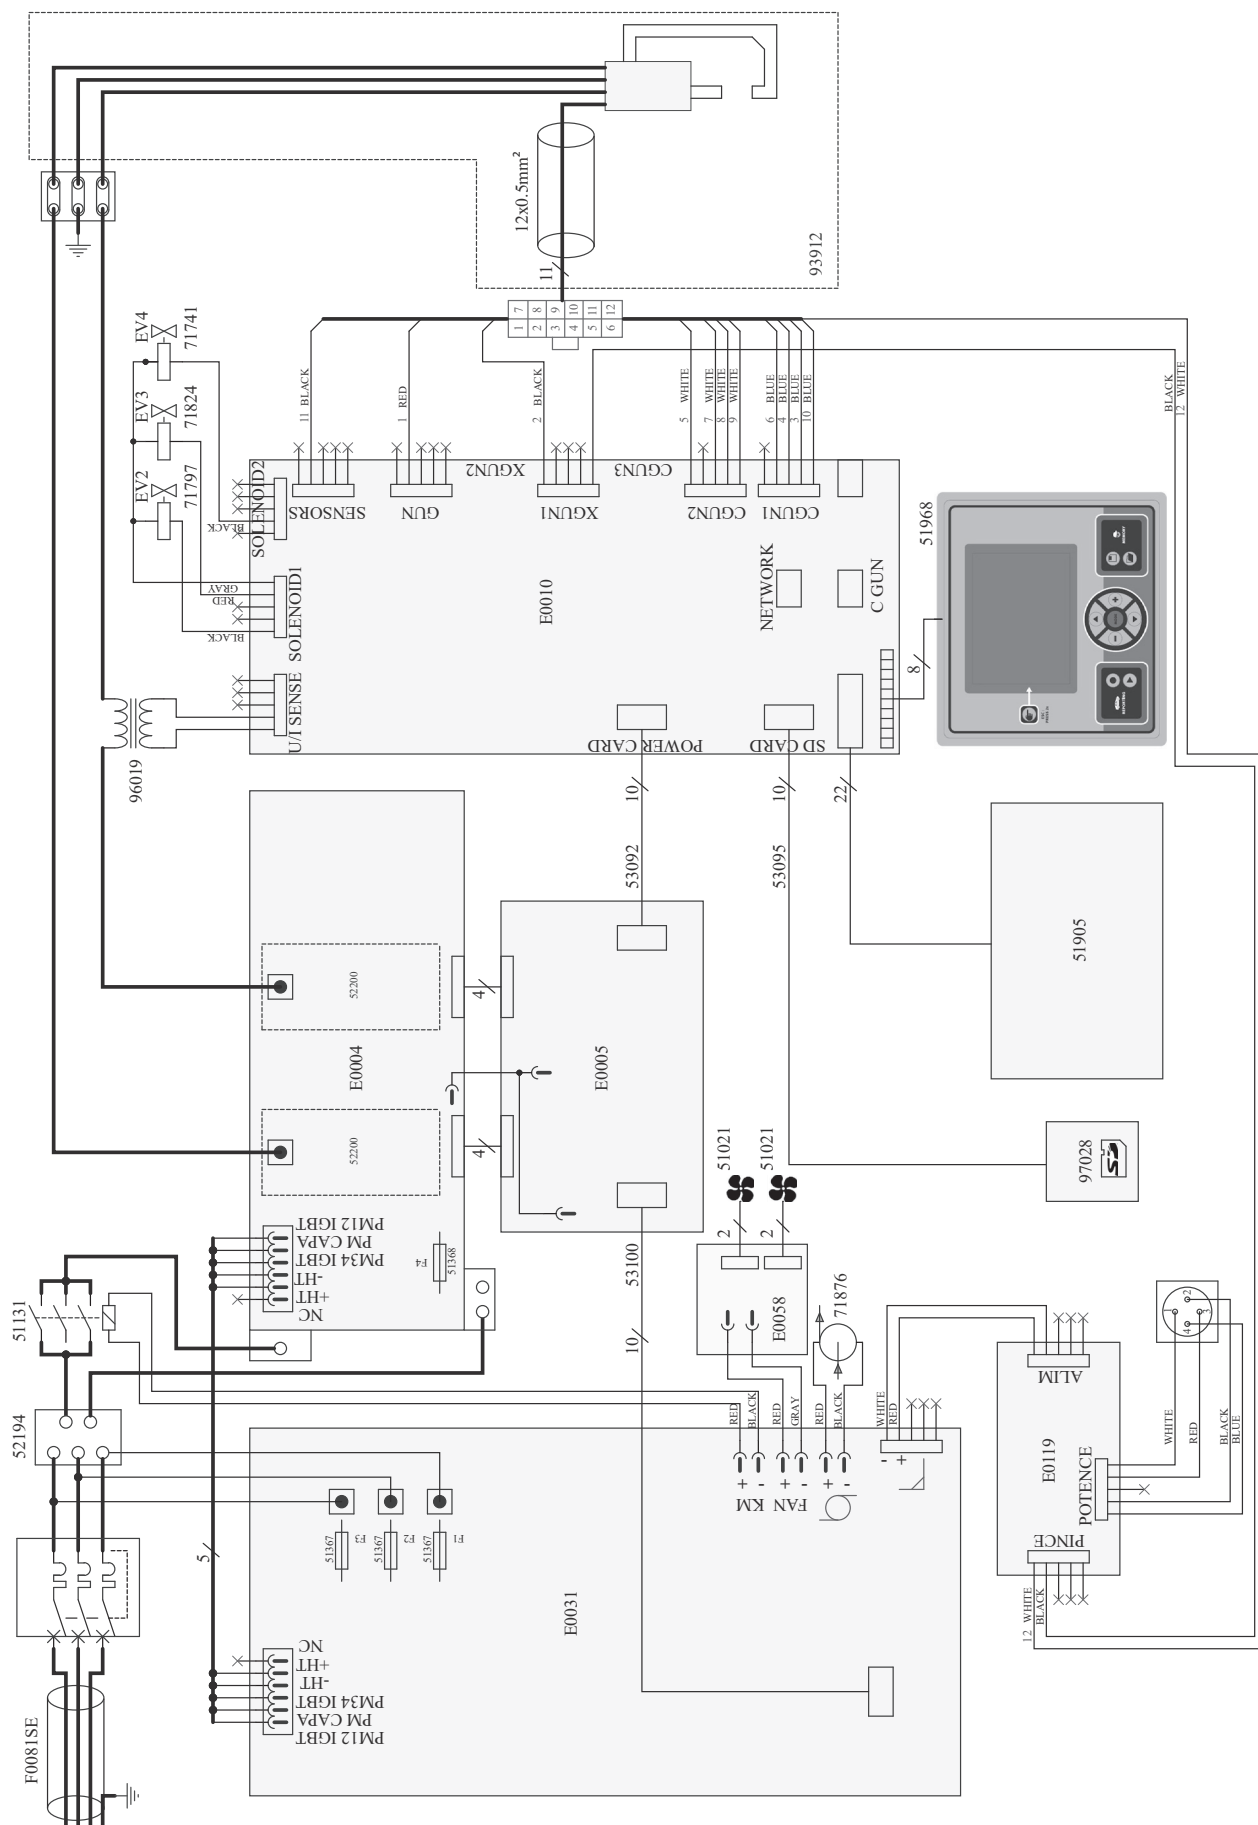 12x0.5mm²
11
93912
EV4
71741
EV3
71824
EV2
71797
1 7
2 8
3 9
4 10
5 11
6 12
11 BLACK
1 RED
2 BLACK
5 WHITE
7 WHITE
8 WHITE
9 WHITE
6 BLUE
4 BLUE
3 BLUE
10 BLUE
BLACK
12 WHITE
XGUN2
CGUN3
SOLENOID2
BLACK
SENSORS
GUN
XGUN1
CGUN2
CGUN1
GRAY
RED
BLACK
SOLENOID1
U/I SENSE
E0010
NETWORK
C GUN
POWER CARD
SD CARD
51968
8
REPORTING
MEMORY
96019
10
10
22
53092
53095
52200
E0004
52200
4
4
E0005
51905
51021
51021
2
2
97028
SD
PM12 IGBT
PM CAPA
PM34 IGBT
-HT
+HT
NC
F4
51368
53100
10
E0058
71876
51131
52194
RED
BLACK
RED
GRAY
RED
BLACK
WHITE
RED
+ -
KM
+ -
FAN
+ -
- +
ALIM
E0119
POTENCE
PINCE
1
2
3
4
WHITE
RED
BLACK
BLUE
12 WHITE
BLACK
5
51367
F3
51367
F2
51367
F1
E0031
NC
+HT
-HT
PM34 IGBT
PM CAPA
PM12 IGBT
F0081SE